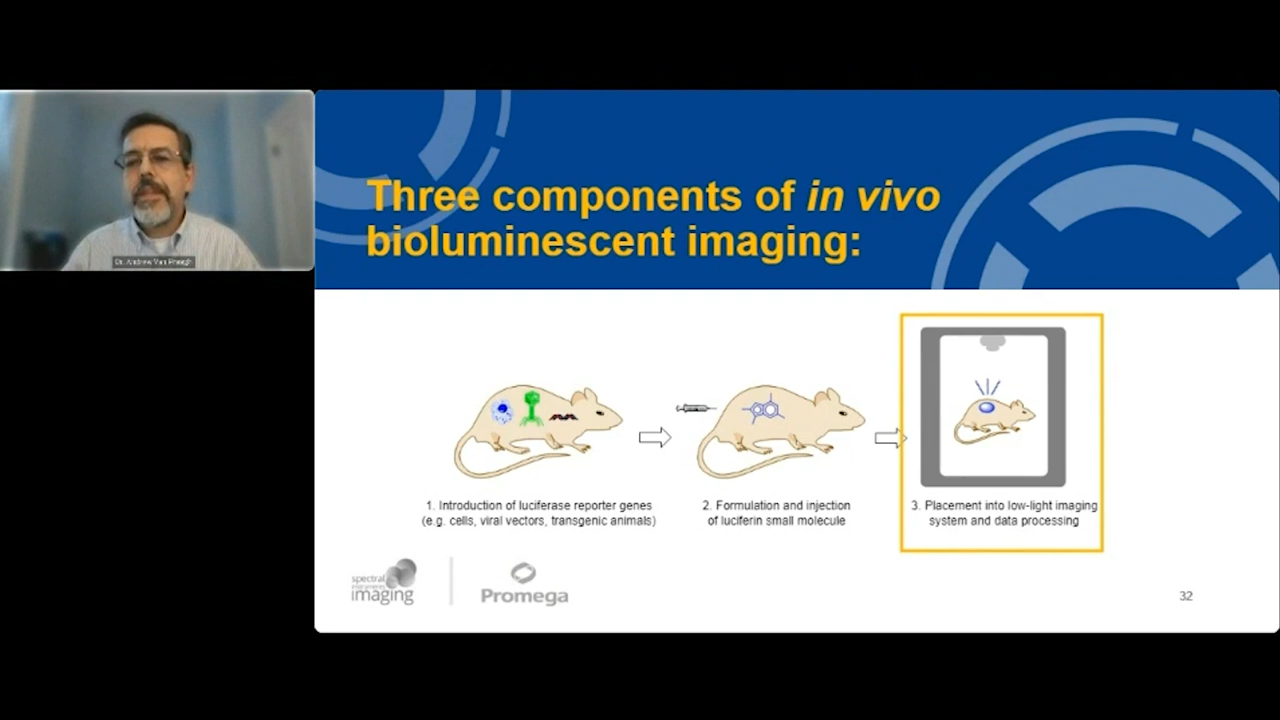 Dr. Andrew Van Praagh
Three components of in vivo
bioluminescent imaging:
1. Introduction of luciferase reporter genes
(e.g. cells, viral vectors, transgenic animals)
2. Formulation and injection
of luciferin small molecule
3. Placement into low-light imaging
system and data processing
spectral
instruments
imaging
Promega
32